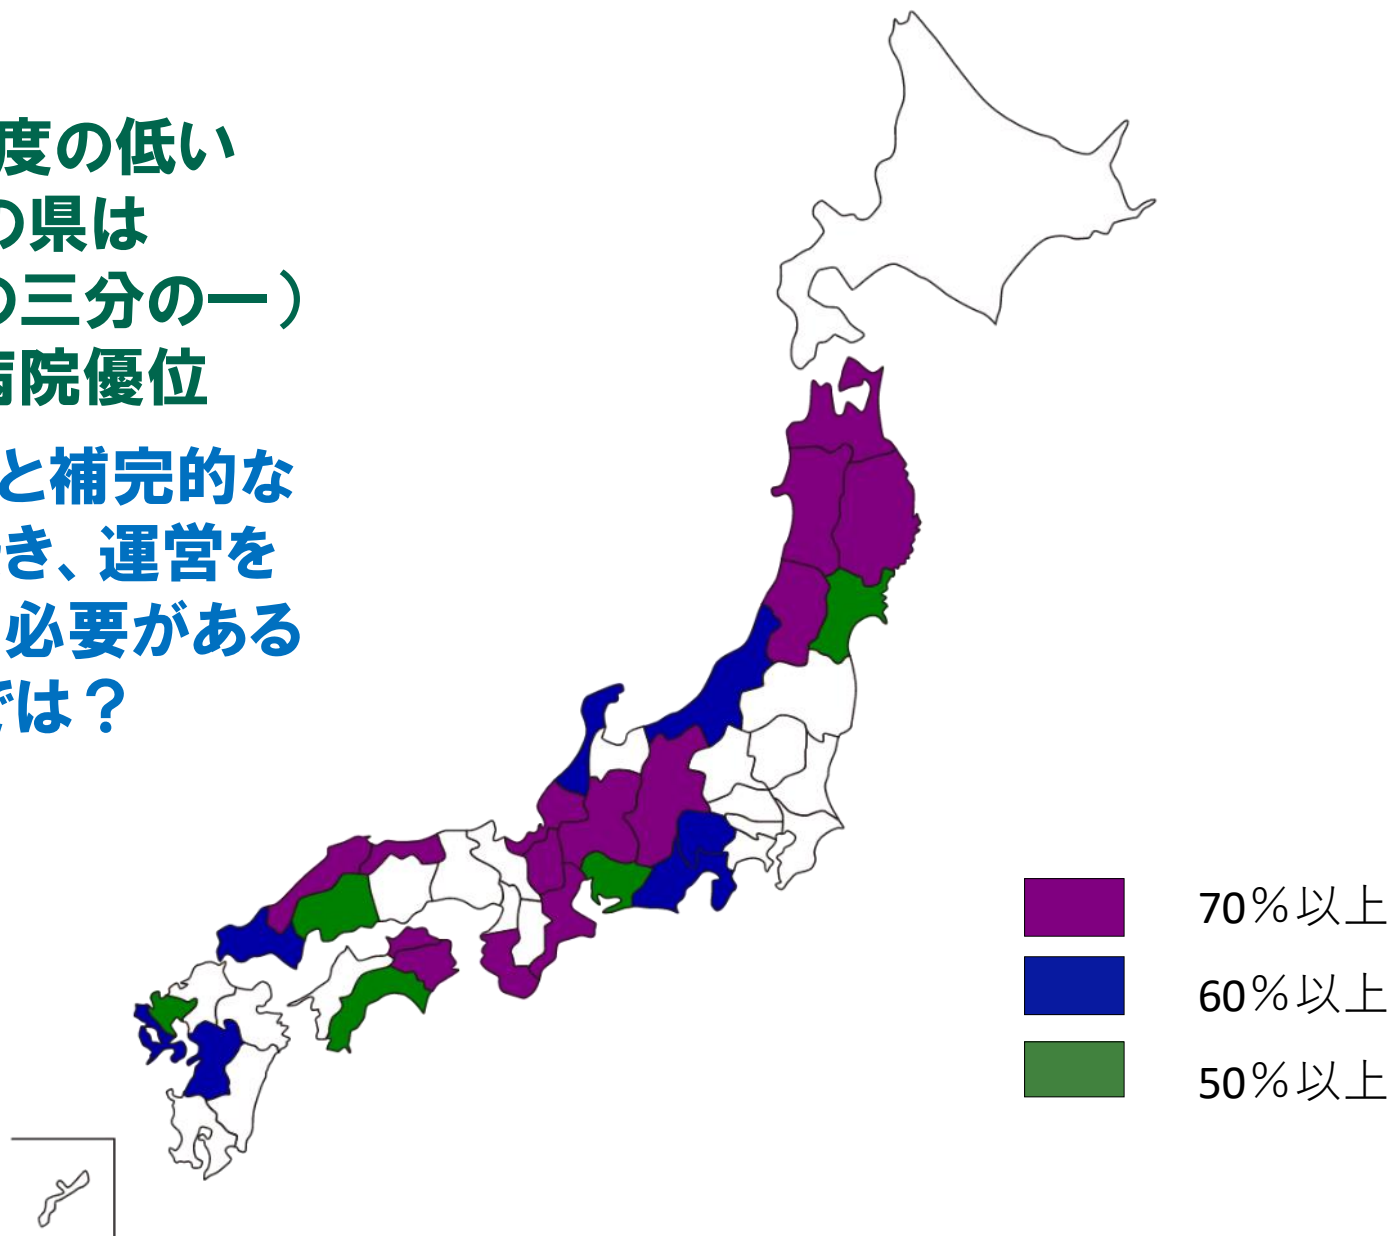 度の低い
の県は
の三分の一）
病院優位
と補完的な
き、運営を
必要がある
では？
70％以上
60％以上
50％以上